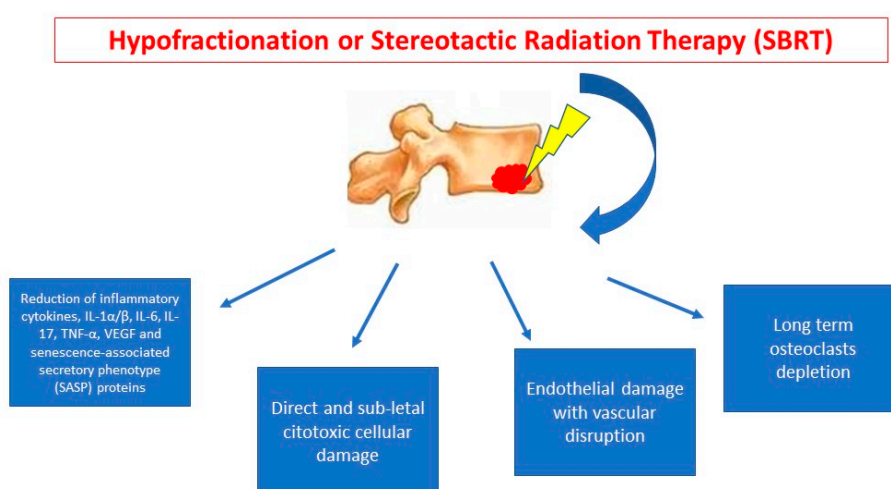 Hypofractionation or Stereotactic Radiation Therapy (SBRT)
Reduction of inflammatory
cytokines, IL-1α/β, IL-6, IL-
17, TNF-α, VEGF and
senescence-associated
secretory phenotype
(SASP) proteins
Direct and sub-letal
citotoxic cellular
damage
Endothelial damage
with vascular
disruption
Long term
osteoclasts
depletion